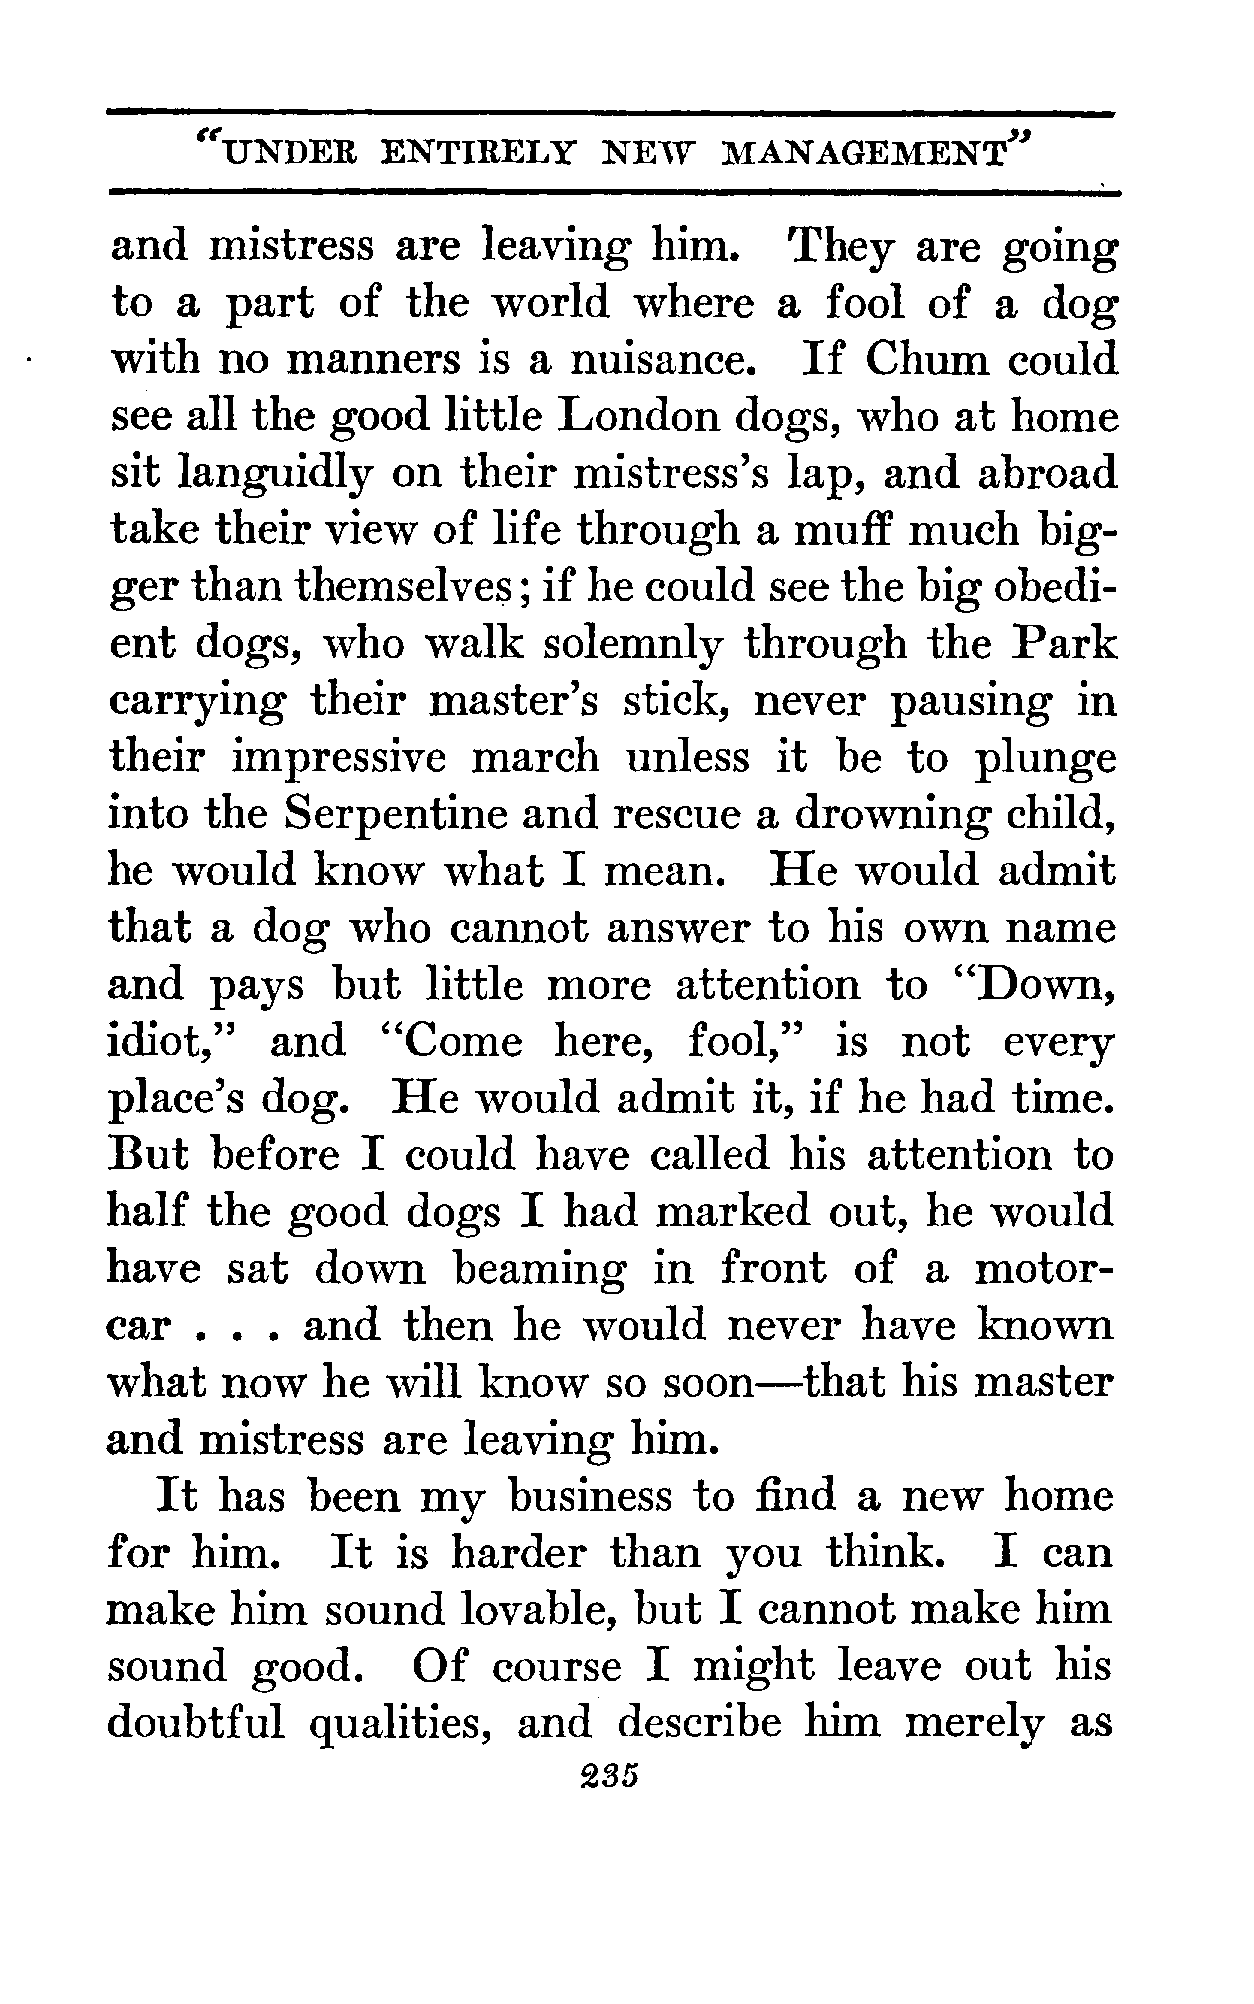 "UNDER ENTIRELY NEW MANAGEMENT"
and mistress are leaving him. They are going
to a part of the world where a fool of a dog
with no manners is a nuisance. If Chum could
see all the good little London dogs, who at home
sit languidly on their mistress's lap, and abroad
take their view of life through a muff much big-
ger than themselves; if he could see the big obedi-
ent dogs, who walk solemnly through the Park
carrying their master's stick, never pausing in
their impressive march unless it be to plunge
into the Serpentine and rescue a drowning child,
he would know what I mean. He would admit
that a dog who cannot answer to his own name
and pays but little more attention to "Down,
idiot," and "Come here, fool," is not every
place's dog. He would admit it, if he had time.
But before I could have called his attention to
half the good dogs I had marked out, he would
have sat down beaming in front of a motor-
car . . . and then he would never have known
what now he will know so soon—that his master
and mistress are leaving him.
It has been my business to find a new home
for him. It is harder than you think. I can
make him sound lovable, but I cannot make him
sound good. Of course I might leave out his
doubtful qualities, and describe him merely as
235